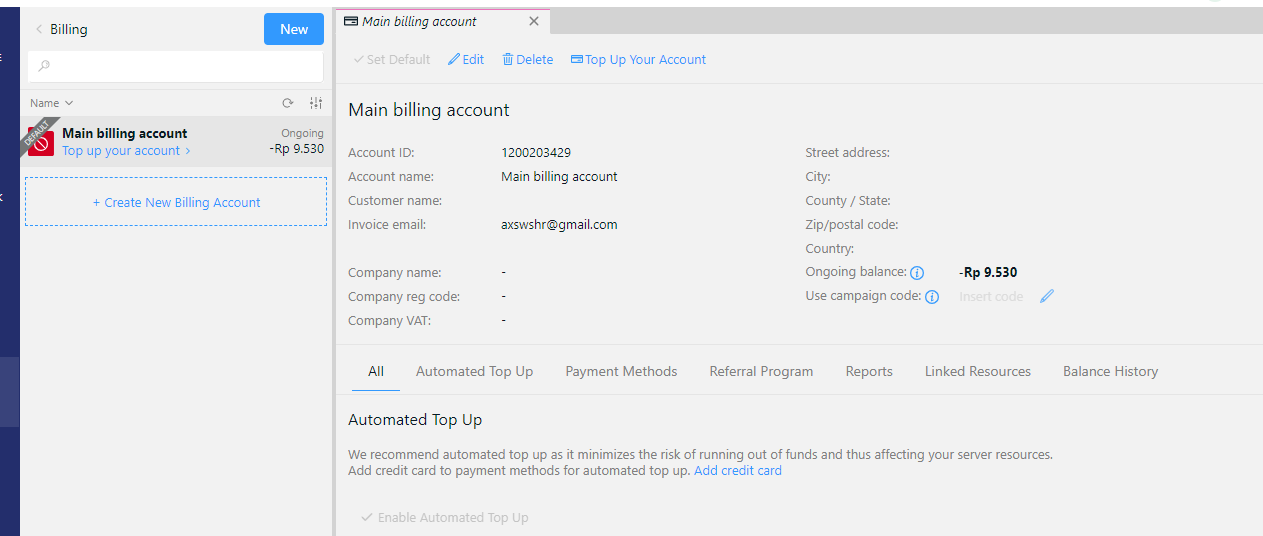 Billing
New
Name
DEFAULT
Main billing account
Ongoing
Top up your account >
-Rp 9.530
+ Create New Billing Account
Main billing account
Set Default
Edit
Delete
Top Up Your Account
Main billing account
Account ID: 1200203429
Account name: Main billing account
Customer name:
Invoice email: axswshr@gmail.com
Company name: -
Company reg code: -
Company VAT: -
Street address:
City:
County / State:
Zip/postal code:
Country:
Ongoing balance: -Rp 9.530
Use campaign code: Insert code
All Automated Top Up Payment Methods Referral Program Reports Linked Resources Balance History
Automated Top Up
We recommend automated top up as it minimizes the risk of running out of funds and thus affecting your server resources.
Add credit card to payment methods for automated top up. Add credit card
Enable Automated Top Up